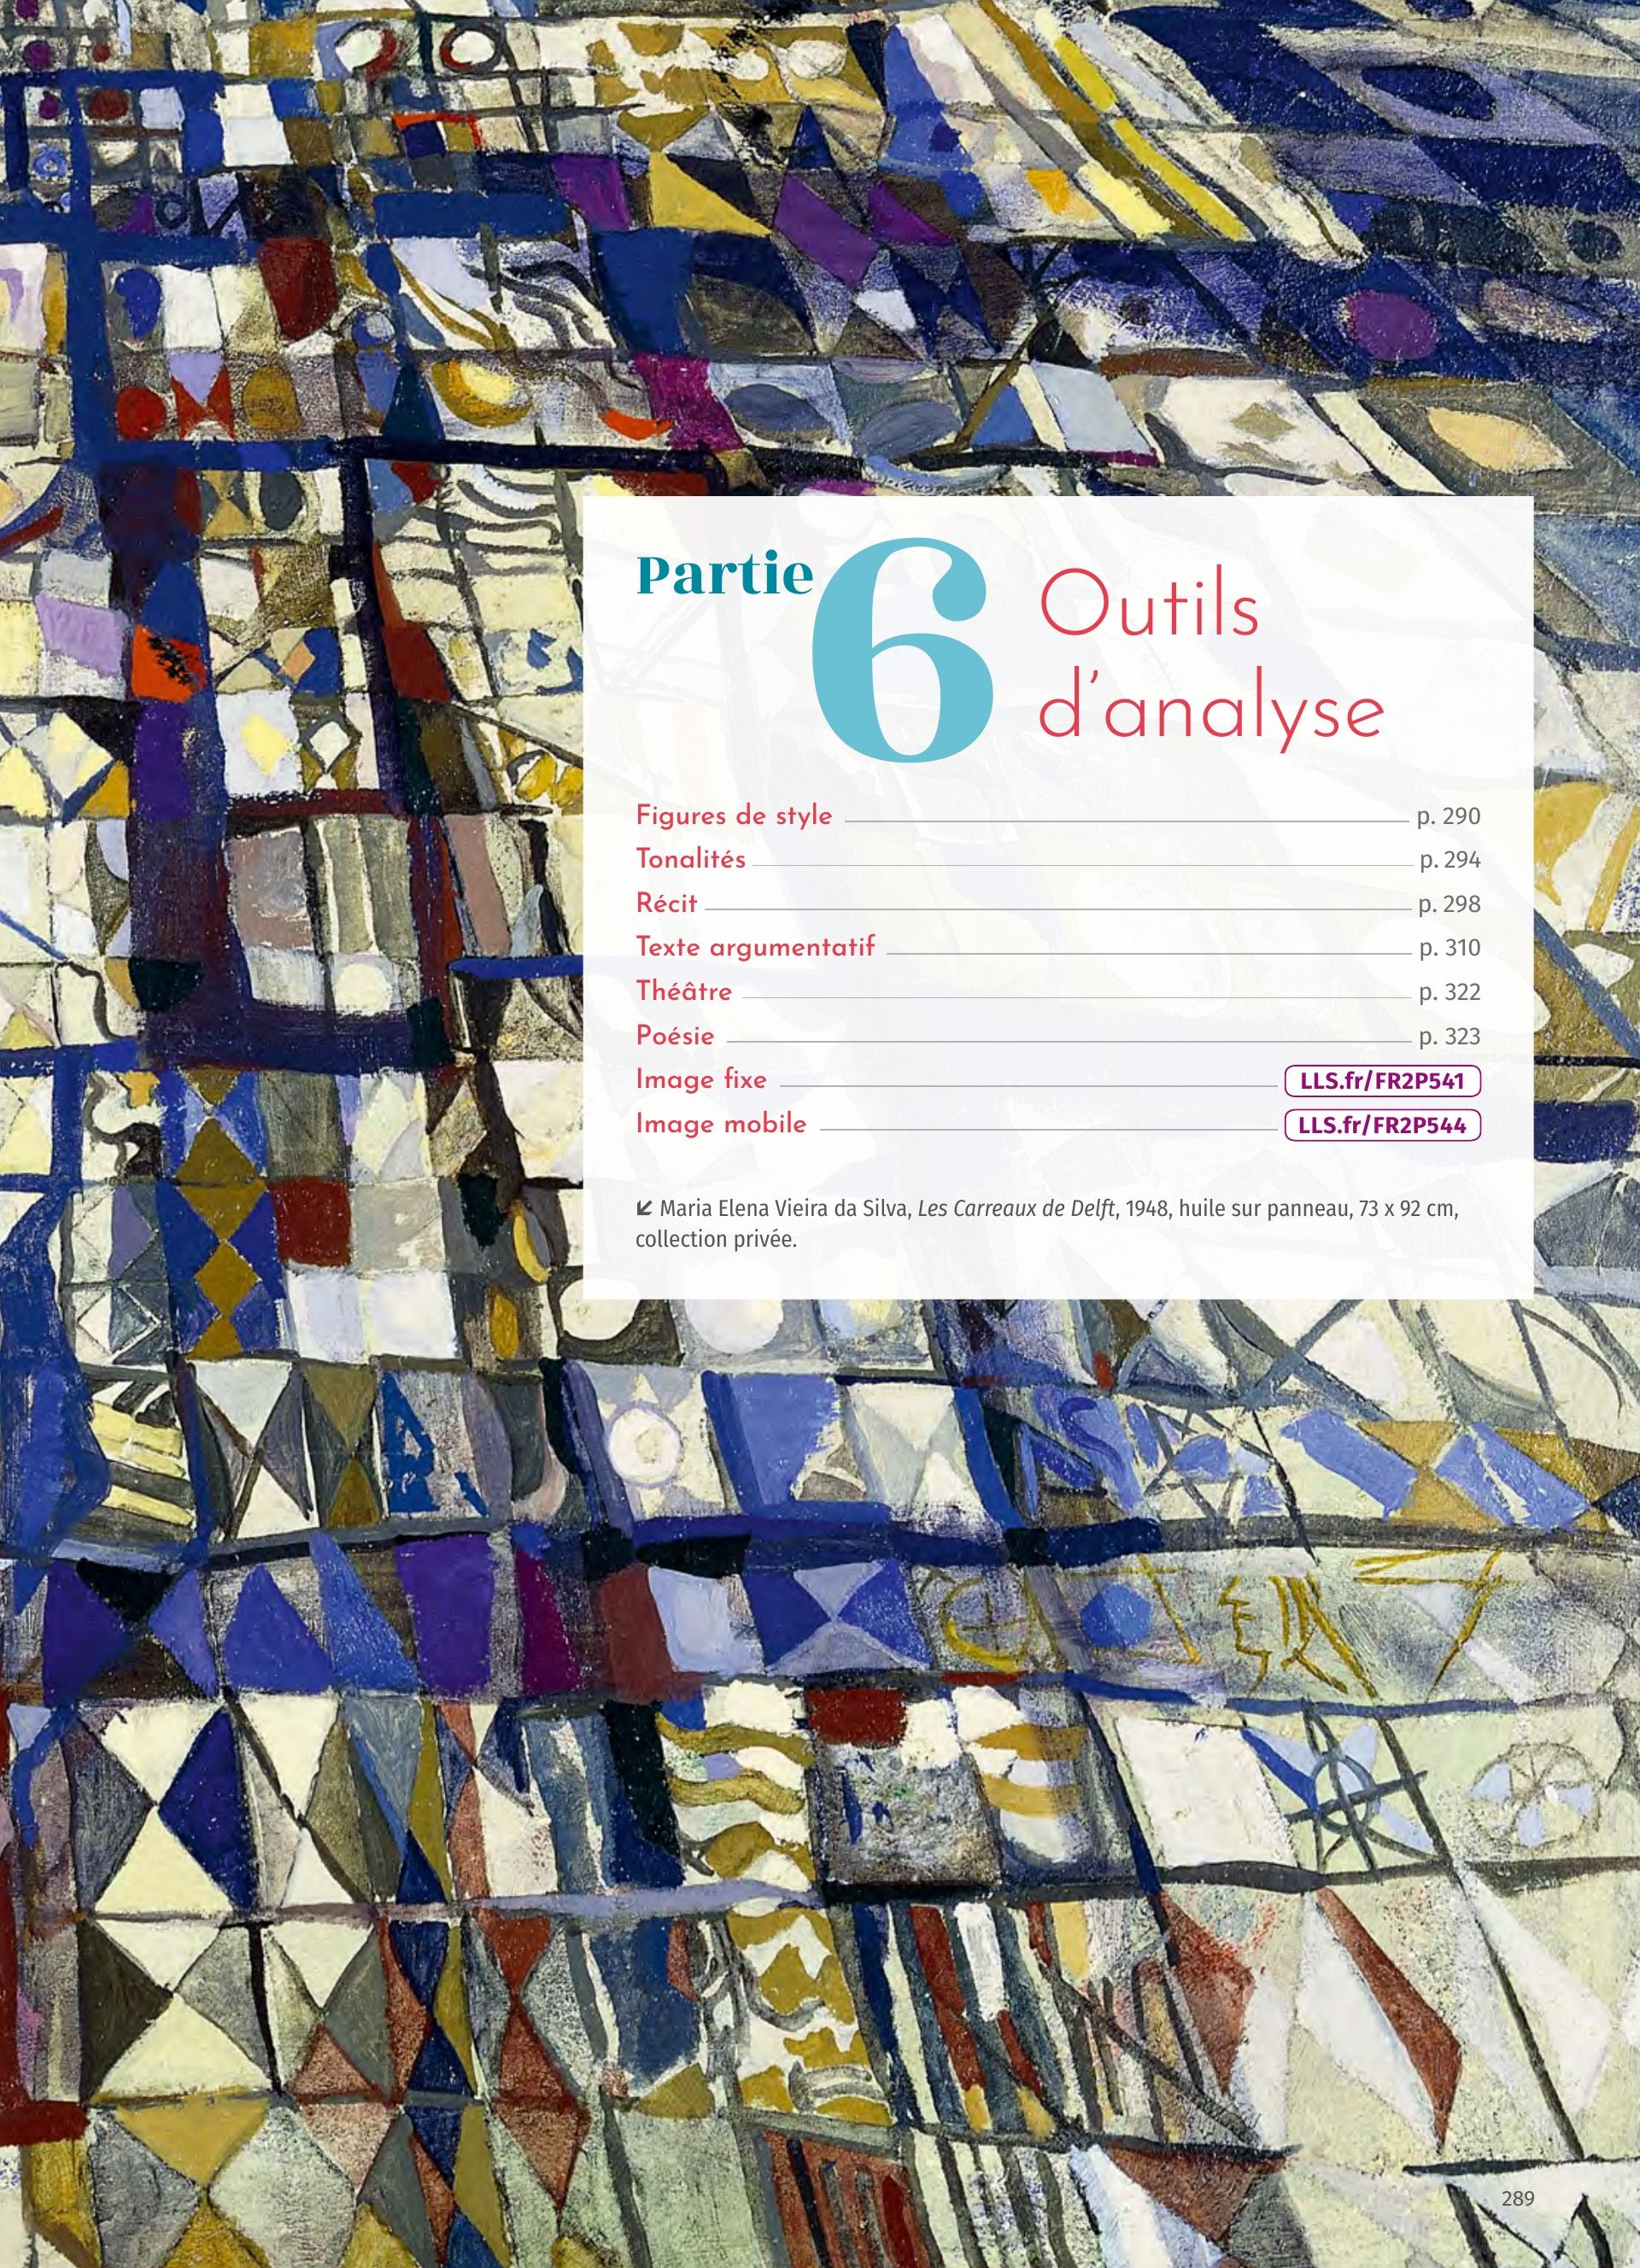 Partie 6 Outils
d'analyse
Figures de style p. 290
Tonalités p. 294
Récit p. 298
Texte argumentatif p. 310
Théâtre p. 322
Poésie p. 323
Image fixe LLS.fr/FR2P541
Image mobile LLS.fr/FR2P544
↙ Maria Elena Vieira da Silva, Les Carreaux de Delft, 1948, huile sur panneau, 73 x 92 cm,
collection privée.
289